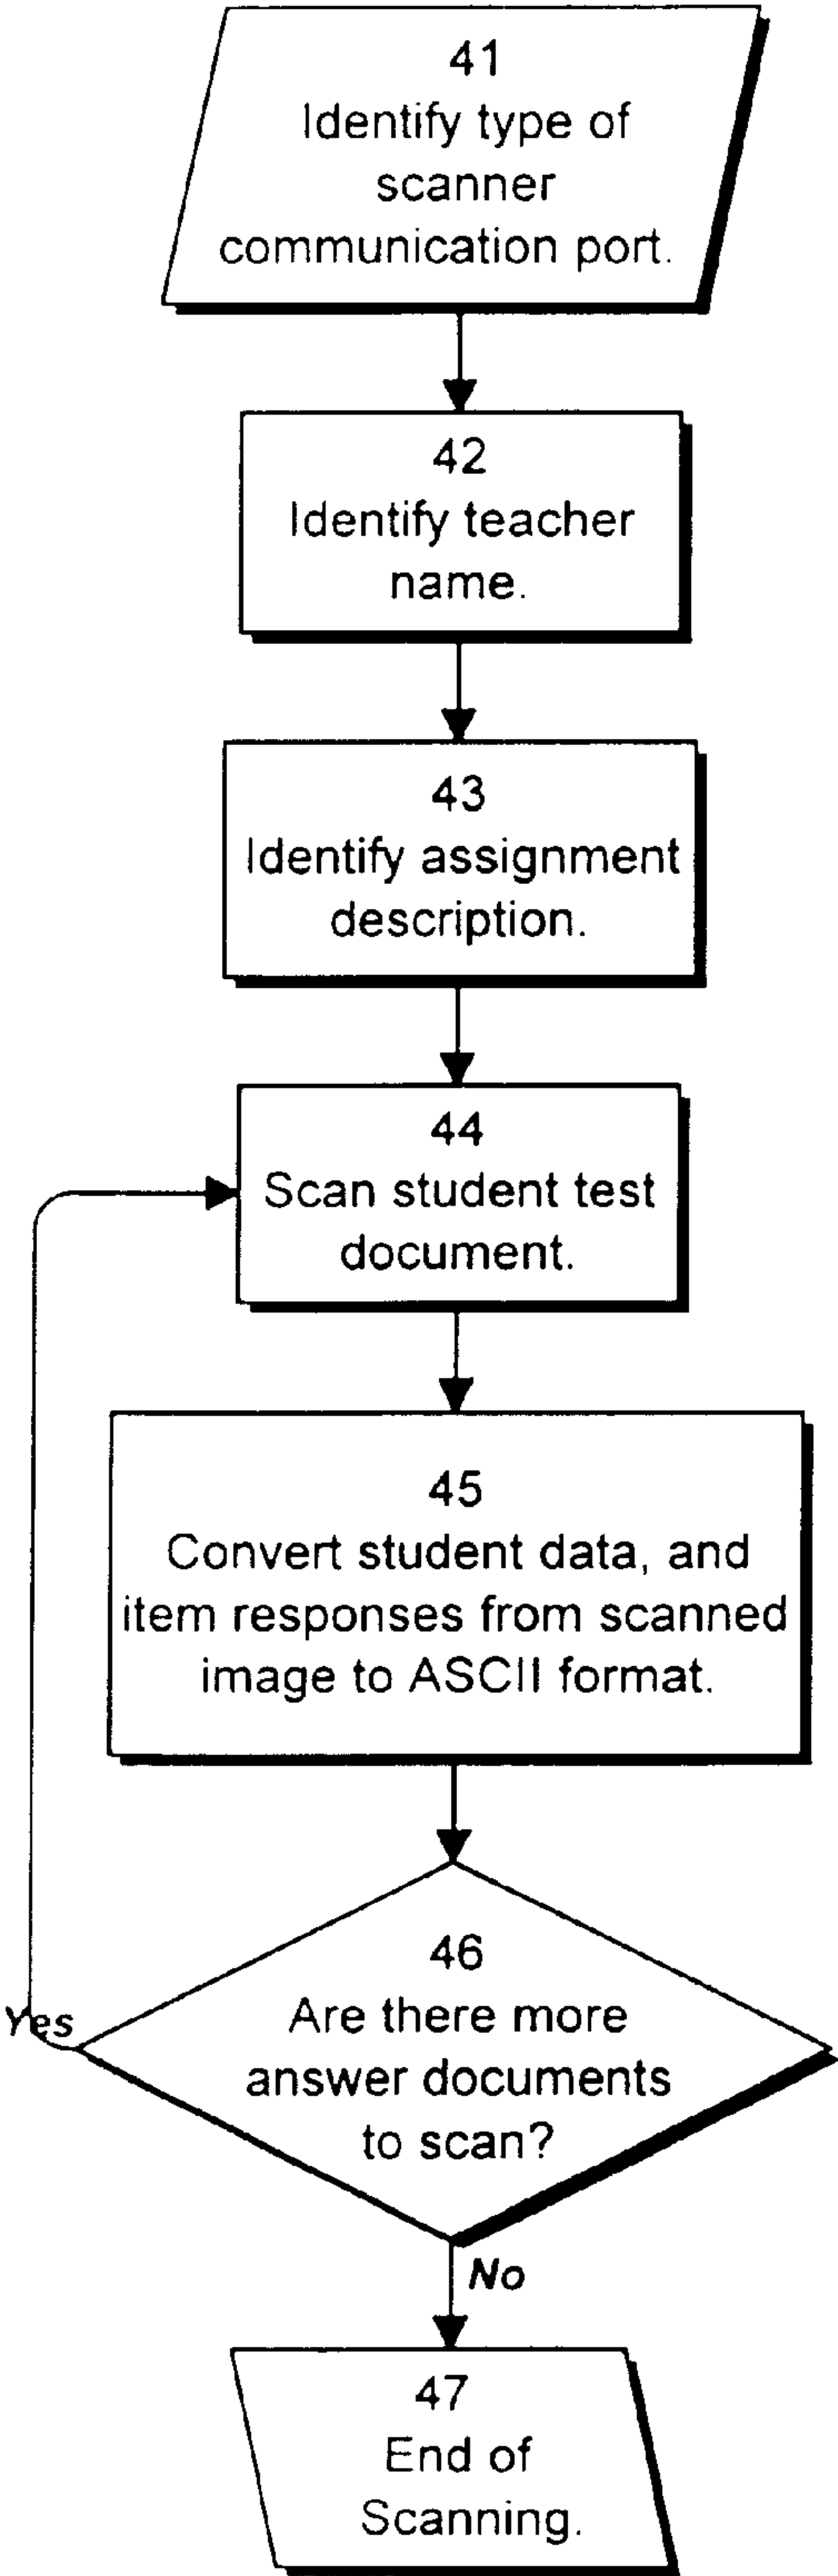 41
Identify type of
scanner
communication port.
42
Identify teacher
name.
43
Identify assignment
description.
44
Scan student test
document.
45
Convert student data, and
item responses from scanned
image to ASCII format.
46
Are there more
answer documents
to scan?
Yes
No
47
End of
Scanning.